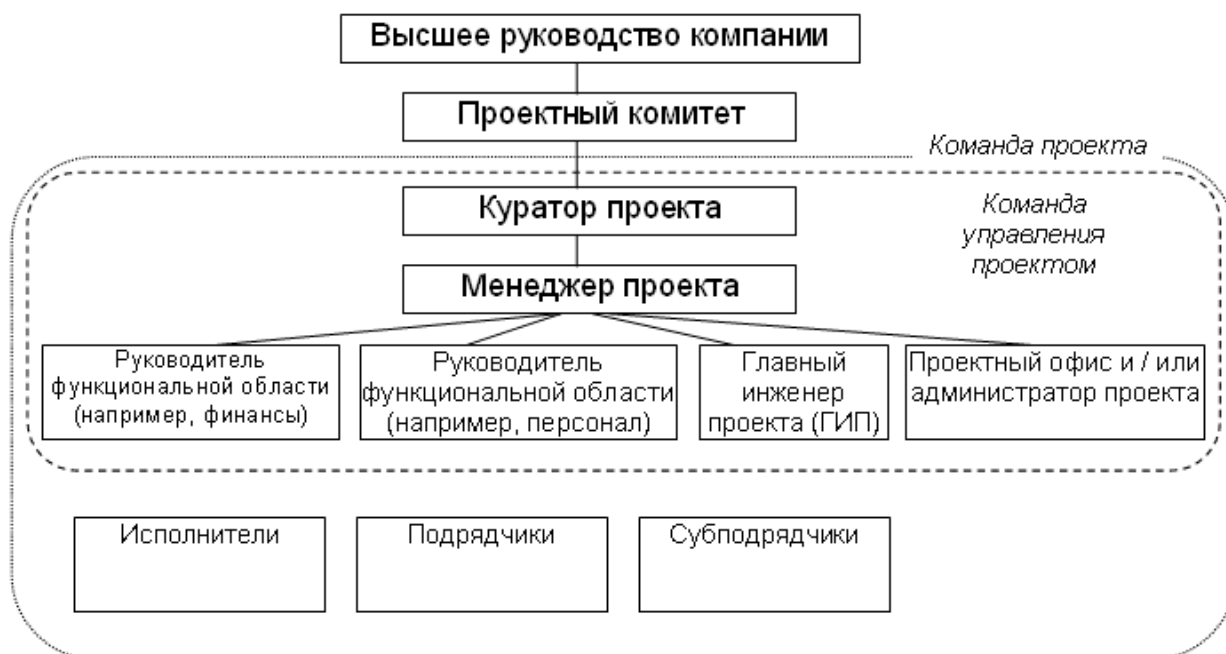 Высшее руководство компании
Проектный комитет
Команда проекта
Куратор проекта
Команда
управления
проектом
Менеджер проекта
Руководитель
функциональной области
(например, финансы)
Руководитель
функциональной области
(например, персонал)
Главный
инженер
проекта (ГИП)
Проектный офис и / или
администратор проекта
Исполнители
Подрядчики
Субподрядчики